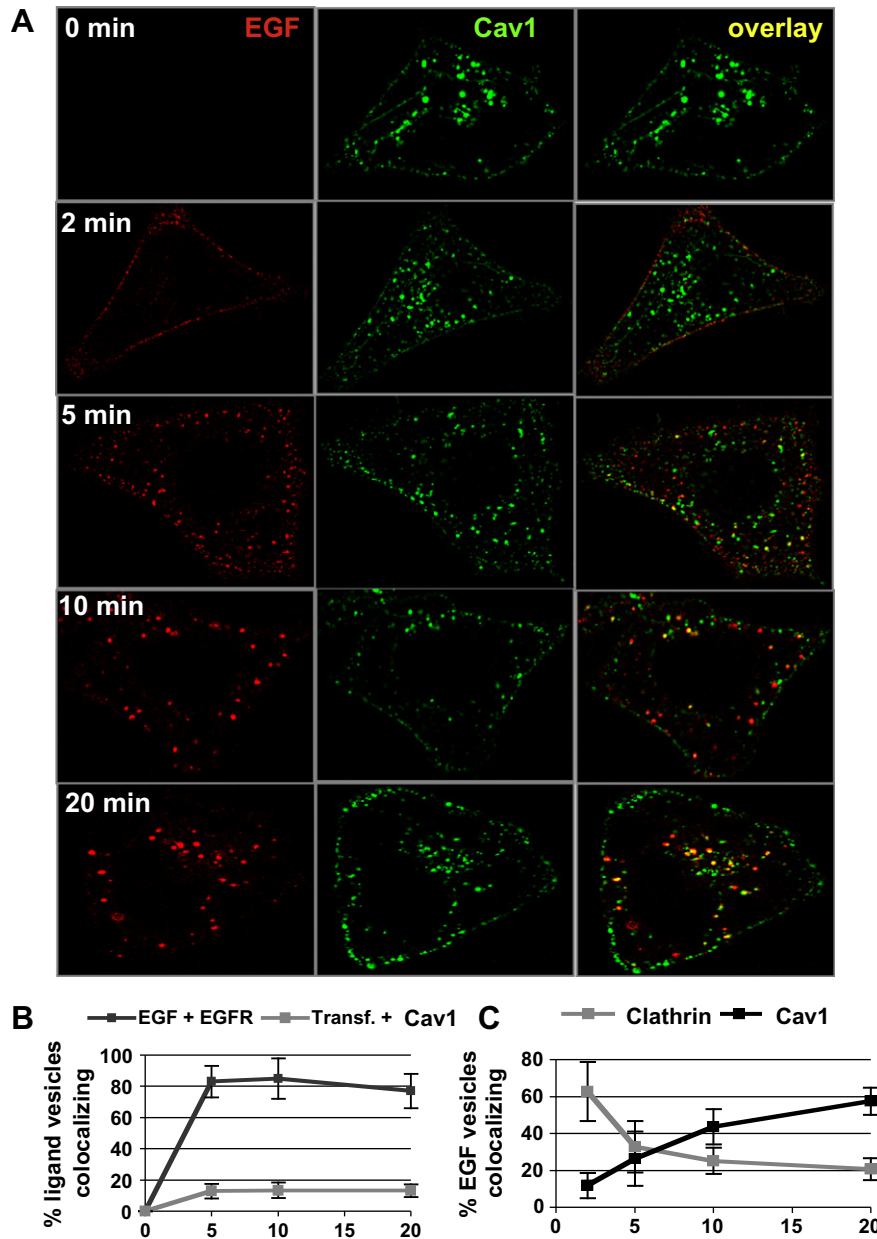 A
0 min EGF Cav1 overlay
2 min
5 min
10 min
20 min
B EGF + EGFR Transf. + Cav1
% ligand vesicles
colocalizing
100
80
60
40
20
0
0 5 10 15 20
C Clathrin Cav1
% EGF vesicles
colocalizing
80
60
40
20
0
0 5 10 15 20